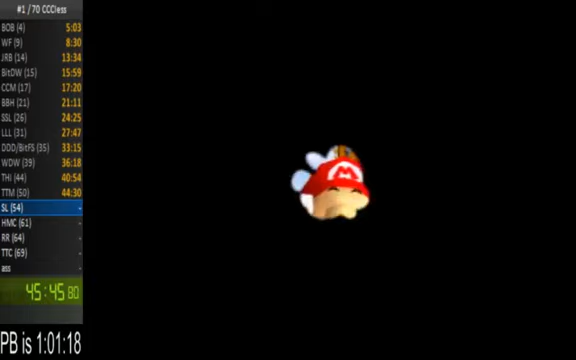 #1 / 70 CCCless
BOB (4) 5:03
WF (9) 8:30
JRB (14) 13:34
BitDW (15) 15:59
CCM (17) 17:20
BBH (21) 21:11
SSL (26) 24:25
LLL (31) 27:47
DDD/BitFS (35) 33:15
WDW (39) 36:18
THI (44) 40:54
TTM (50) 44:30
SL (54) -
HMC (61) -
RR (64) -
TTC (69) -
ass -
45:45 80
PB is 1:01:18
M